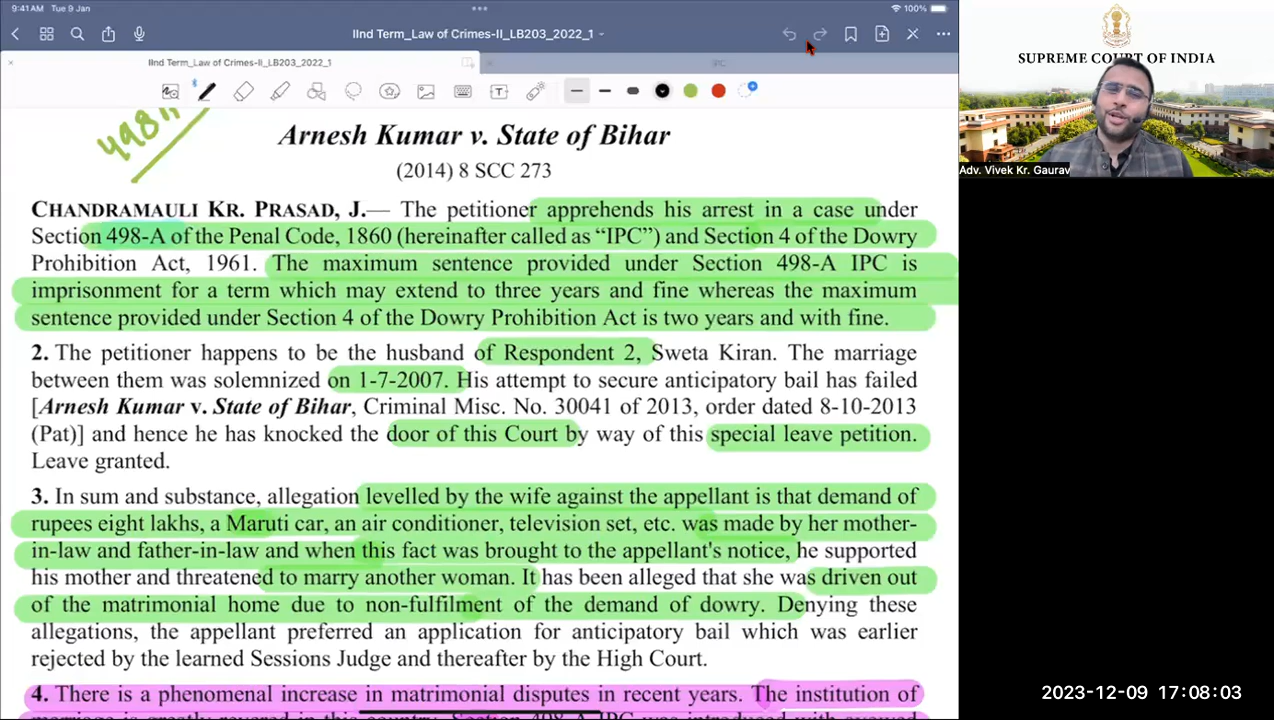 9:41 AM Tue 9 Jan
100%
IInd Term_Law of Crimes-II_LB203_2022_1
IInd Term_Law of Crimes-II_LB203_2022_1
IPC
T
498A
Arnesh Kumar v. State of Bihar
(2014) 8 SCC 273
CHANDRAMAULI KR. PRASAD, J.— The petitioner apprehends his arrest in a case under
Section 498-A of the Penal Code, 1860 (hereinafter called as “IPC”) and Section 4 of the Dowry
Prohibition Act, 1961. The maximum sentence provided under Section 498-A IPC is
imprisonment for a term which may extend to three years and fine whereas the maximum
sentence provided under Section 4 of the Dowry Prohibition Act is two years and with fine.
2. The petitioner happens to be the husband of Respondent 2, Sweta Kiran. The marriage
between them was solemnized on 1-7-2007. His attempt to secure anticipatory bail has failed
[Arnesh Kumar v. State of Bihar, Criminal Misc. No. 30041 of 2013, order dated 8-10-2013
(Pat)] and hence he has knocked the door of this Court by way of this special leave petition.
Leave granted.
3. In sum and substance, allegation levelled by the wife against the appellant is that demand of
rupees eight lakhs, a Maruti car, an air conditioner, television set, etc. was made by her mother-
in-law and father-in-law and when this fact was brought to the appellant's notice, he supported
his mother and threatened to marry another woman. It has been alleged that she was driven out
of the matrimonial home due to non-fulfilment of the demand of dowry. Denying these
allegations, the appellant preferred an application for anticipatory bail which was earlier
rejected by the learned Sessions Judge and thereafter by the High Court.
4. There is a phenomenal increase in matrimonial disputes in recent years. The institution of
marriage is greatly revered in this country. Section 498-A IPC was introduced with avowed
SUPREME COURT OF INDIA
Adv. Vivek Kr. Gaurav
2023-12-09 17:08:03